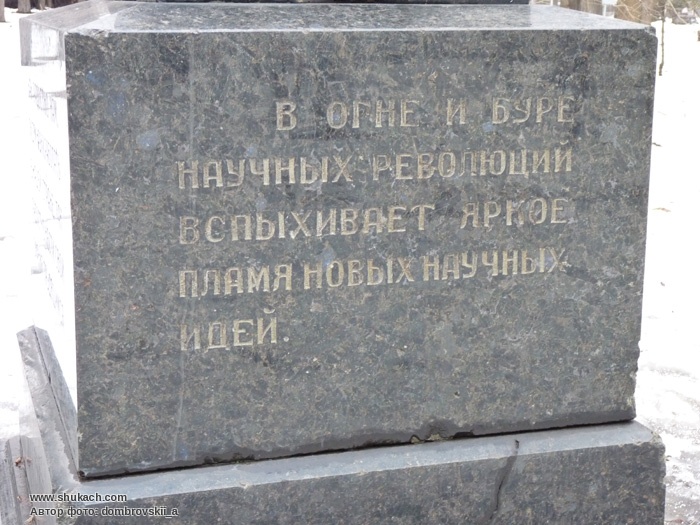 В ОГНЕ И БУРЕ
НАУЧНЫХ РЕВОЛЮЦИЙ
ВСПЫХИВАЕТ ЯРКОЕ
ПЛАМЯ НОВЫХ НАУЧНЫХ
ИДЕЙ.
www.shukach.com
Автор фото: dombrovskii_a